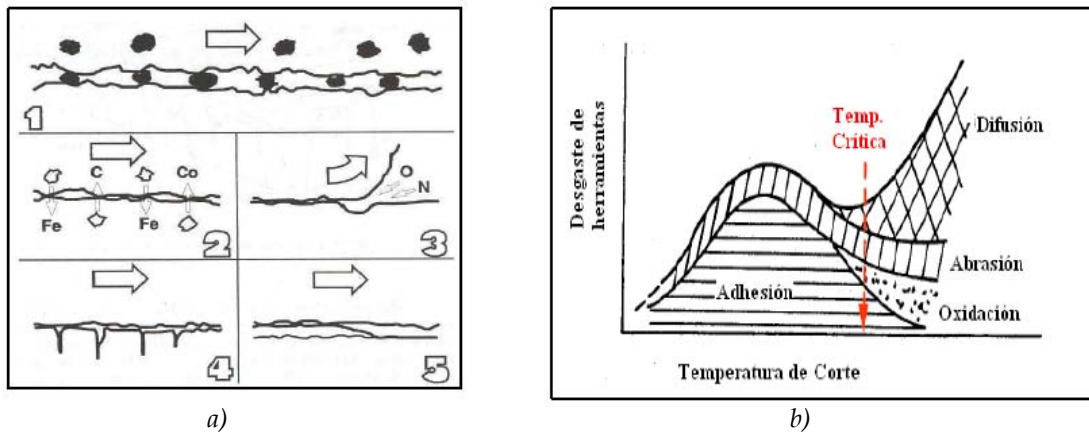 1
C Co
Fe Fe
2
O
N
3
4
5
a)
Desgaste de
herramientas
Temp.
Crítica
Difusión
Abrasión
Adhesión
Oxidación
Temperatura de Corte
b)